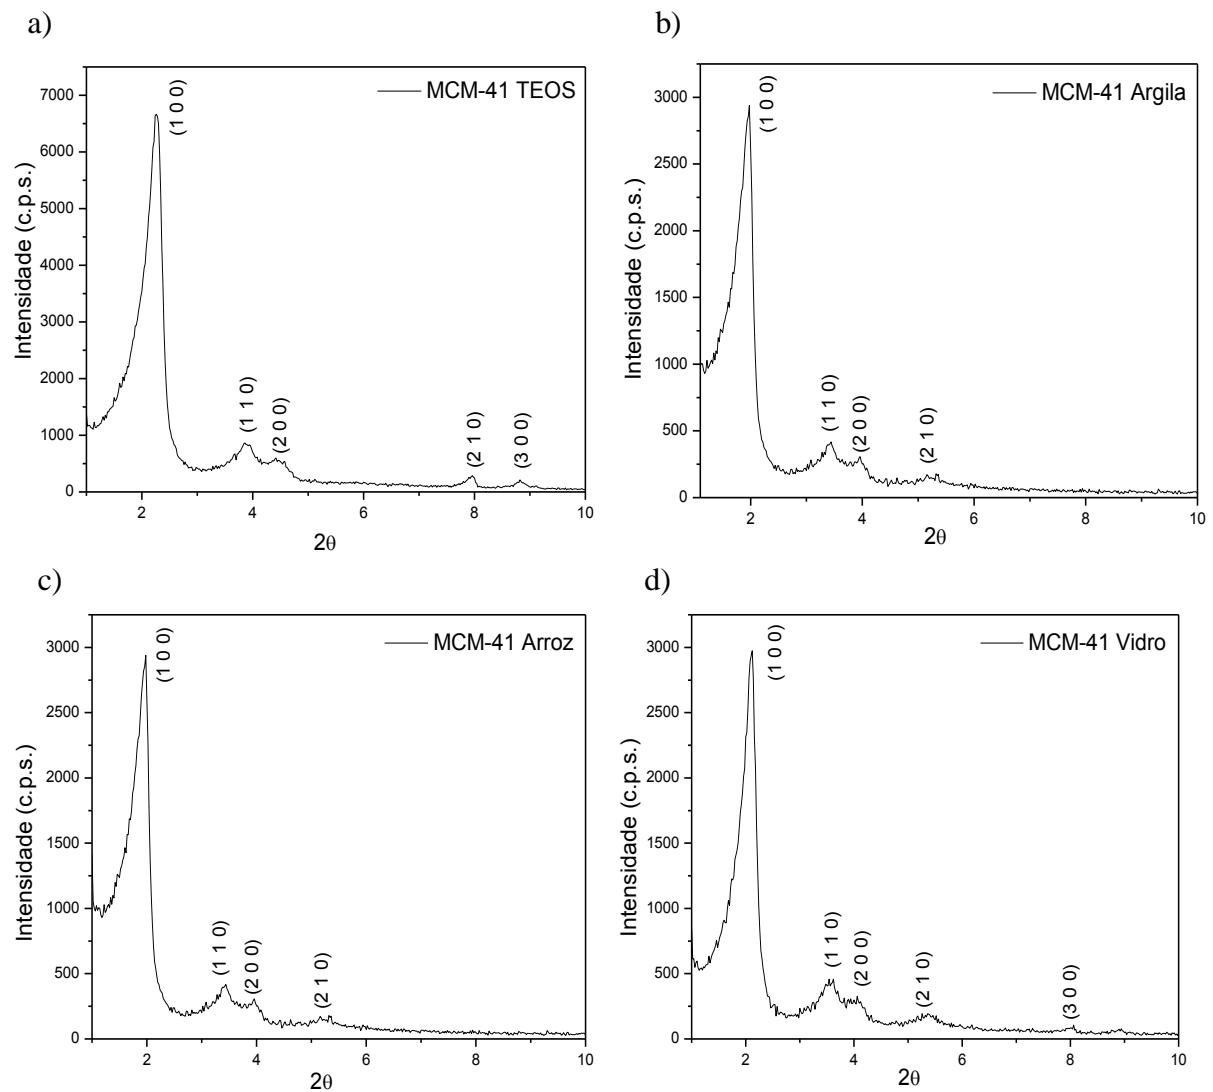 a)
MCM-41 TEOS
(1 0 0)
(1 1 0)
(2 0 0)
(2 1 0)
(3 0 0)
Intensidade (c.p.s.)
7000
6000
5000
4000
3000
2000
1000
0
2 4 6 8 10
2θ
b)
MCM-41 Argila
(1 0 0)
(1 1 0)
(2 0 0)
(2 1 0)
Intensidade (c.p.s.)
3000
2500
2000
1500
1000
500
0
2 4 6 8 10
2θ
c)
MCM-41 Arroz
(1 0 0)
(1 1 0)
(2 0 0)
(2 1 0)
Intensidade (c.p.s.)
3000
2500
2000
1500
1000
500
0
2 4 6 8 10
2θ
d)
MCM-41 Vidro
(1 0 0)
(1 1 0)
(2 0 0)
(2 1 0)
(3 0 0)
Intensidade (c.p.s.)
3000
2500
2000
1500
1000
500
0
2 4 6 8 10
2θ